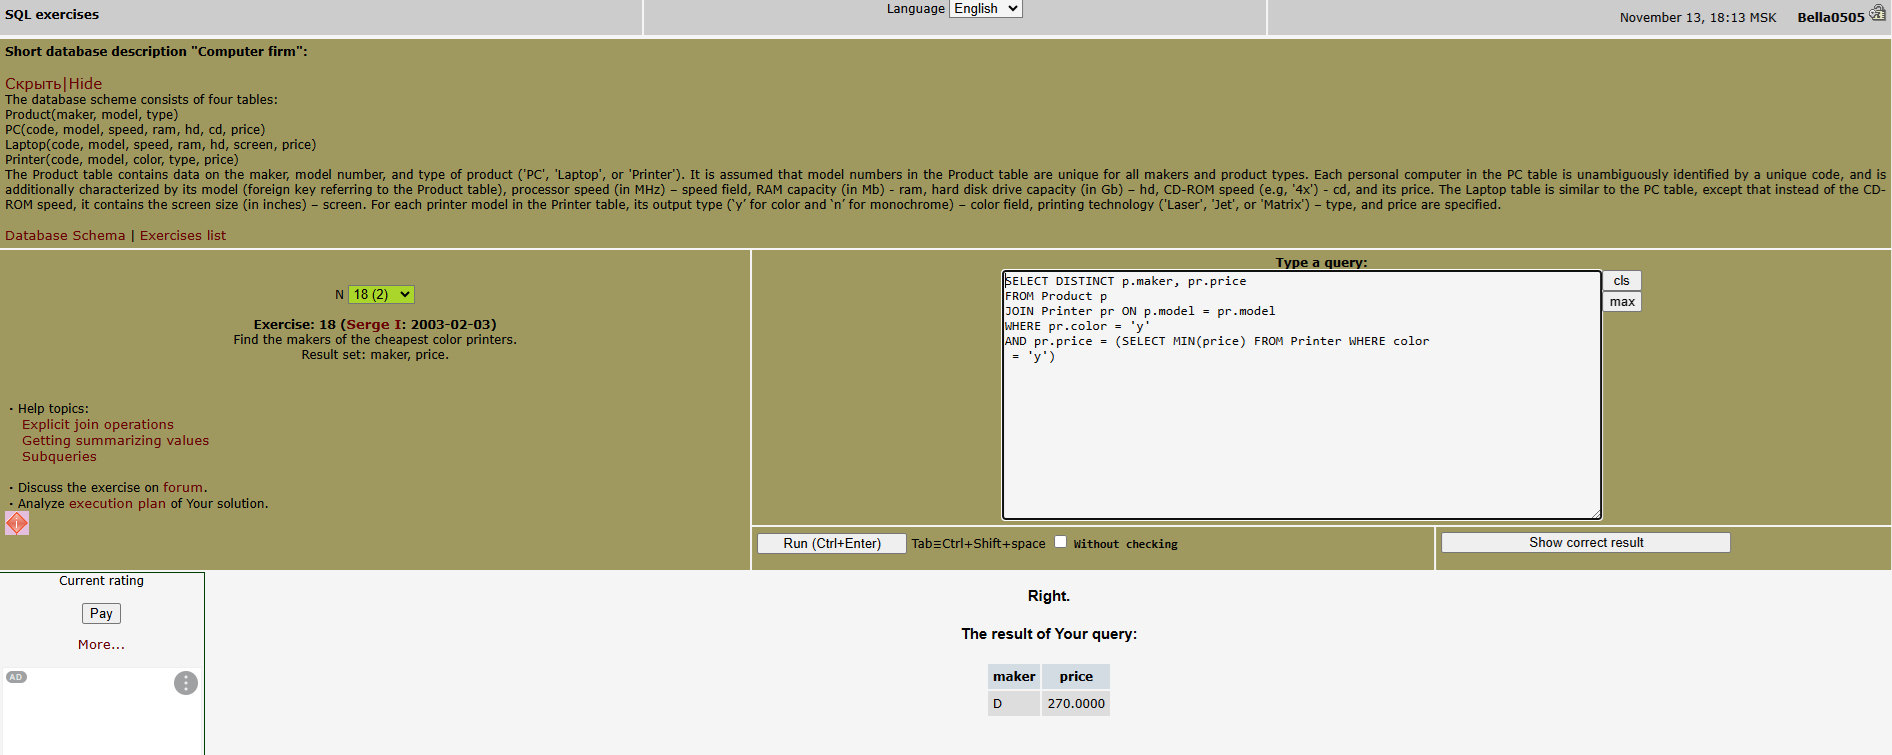 SQL exercises
Language English
November 13, 18:13 MSK Bella0505
Short database description "Computer firm":
Скрыть|Hide
The database scheme consists of four tables:
Product(maker, model, type)
PC(code, model, speed, ram, hd, cd, price)
Laptop(code, model, speed, ram, hd, screen, price)
Printer(code, model, color, type, price)
The Product table contains data on the maker, model number, and type of product ('PC', 'Laptop', or 'Printer'). It is assumed that model numbers in the Product table are unique for all makers and product types. Each personal computer in the PC table is unambiguously identified by a unique code, and is
additionally characterized by its model (foreign key referring to the Product table), processor speed (in MHz) – speed field, RAM capacity (in Mb) - ram, hard disk drive capacity (in Gb) – hd, CD-ROM speed (e.g, '4x') - cd, and its price. The Laptop table is similar to the PC table, except that instead of the CD-
ROM speed, it contains the screen size (in inches) – screen. For each printer model in the Printer table, its output type (‘y’ for color and ‘n’ for monochrome) – color field, printing technology ('Laser', 'Jet', or 'Matrix') – type, and price are specified.
Database Schema | Exercises list
N 18 (2)
Exercise: 18 (Serge I: 2003-02-03)
Find the makers of the cheapest color printers.
Result set: maker, price.
· Help topics:
Explicit join operations
Getting summarizing values
Subqueries
· Discuss the exercise on forum.
· Analyze execution plan of Your solution.
Type a query:
SELECT DISTINCT p.maker, pr.price
FROM Product p
JOIN Printer pr ON p.model = pr.model
WHERE pr.color = 'y'
AND pr.price = (SELECT MIN(price) FROM Printer WHERE color
= 'y')
cls
max
Run (Ctrl+Enter) Tab≡Ctrl+Shift+space Without checking
Show correct result
Current rating
Pay
More...
AD
Right.
The result of Your query:
maker price
D 270.0000